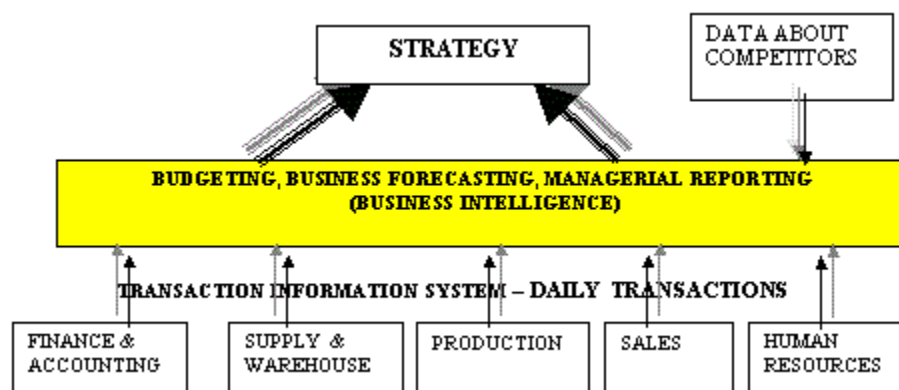 STRATEGY
DATA ABOUT
COMPETITORS
BUDGETING, BUSINESS FORECASTING, MANAGERIAL REPORTING
(BUSINESS INTELLIGENCE)
TRANSACTION INFORMATION SYSTEM – DAILY TRANSACTIONS
FINANCE &
ACCOUNTING
SUPPLY &
WAREHOUSE
PRODUCTION
SALES
HUMAN
RESOURCES